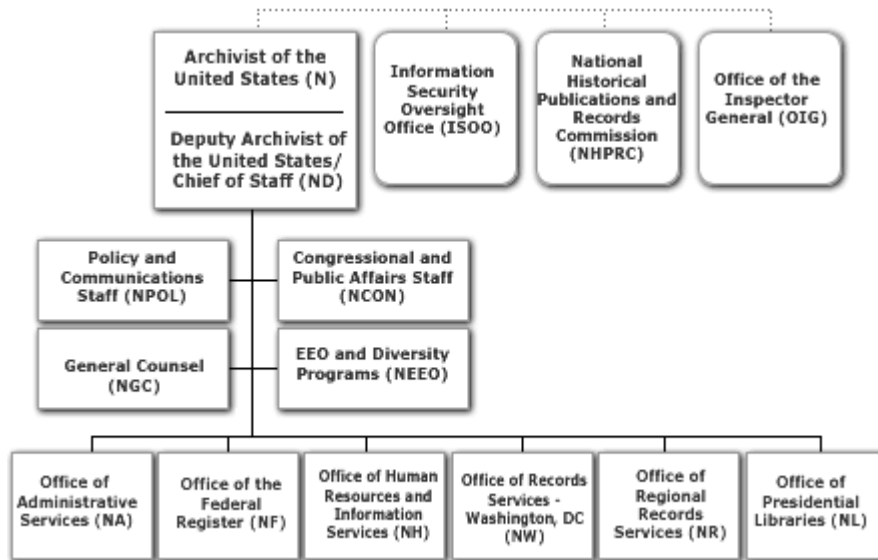 Archivist of the
United States (N)
Deputy Archivist of
the United States/
Chief of Staff (ND)
Information
Security
Oversight
Office (ISOO)
National
Historical
Publications and
Records
Commission
(NHPRC)
Office of the
Inspector
General (OIG)
Policy and
Communications
Staff (NPOL)
Congressional and
Public Affairs Staff
(NCON)
General Counsel
(NGC)
EEO and Diversity
Programs (NEEO)
Office of
Administrative
Services (NA)
Office of the
Federal
Register (NF)
Office of Human
Resources and
Information
Services (NH)
Office of Records
Services -
Washington, DC
(NW)
Office of
Regional
Records
Services (NR)
Office of
Presidential
Libraries (NL)